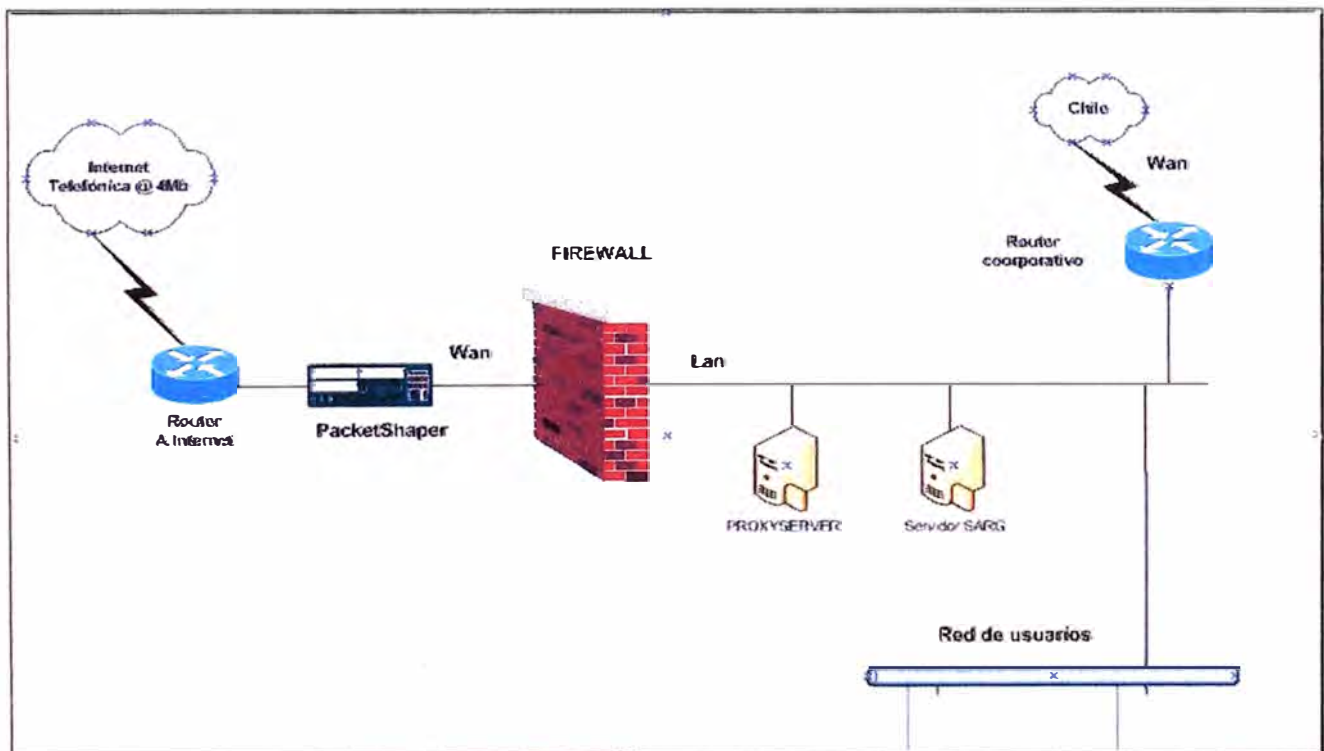 Internet
Telefónica @ 4Mb
Chile
Wan
Router
coorporativo
FIREWALL
Wan
Lan
Router
A Internet
PacketShaper
PROXYSERVER
Servidor SARG
Red de usuarios